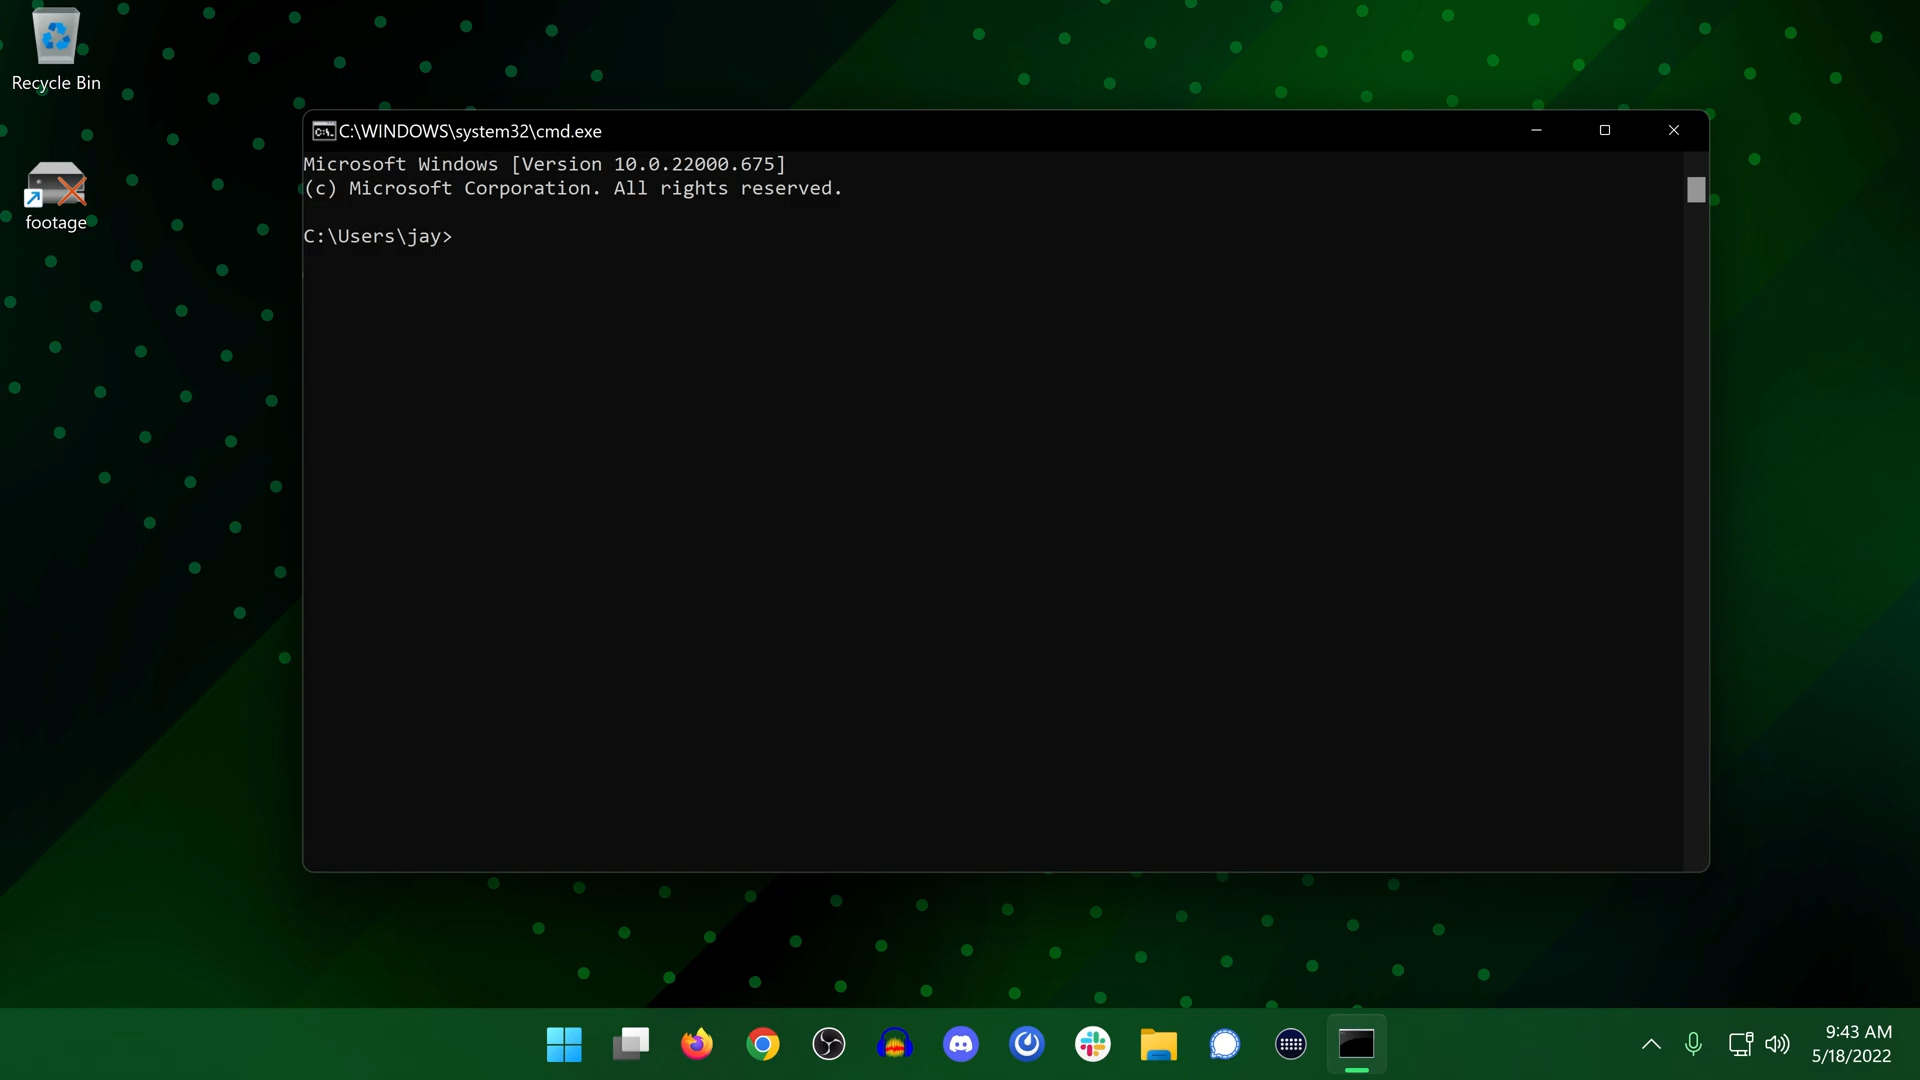 Recycle Bin
footage
C:\WINDOWS\system32\cmd.exe
Microsoft Windows [Version 10.0.22000.675]
(c) Microsoft Corporation. All rights reserved.
C:\Users\jay>
9:43 AM
5/18/2022